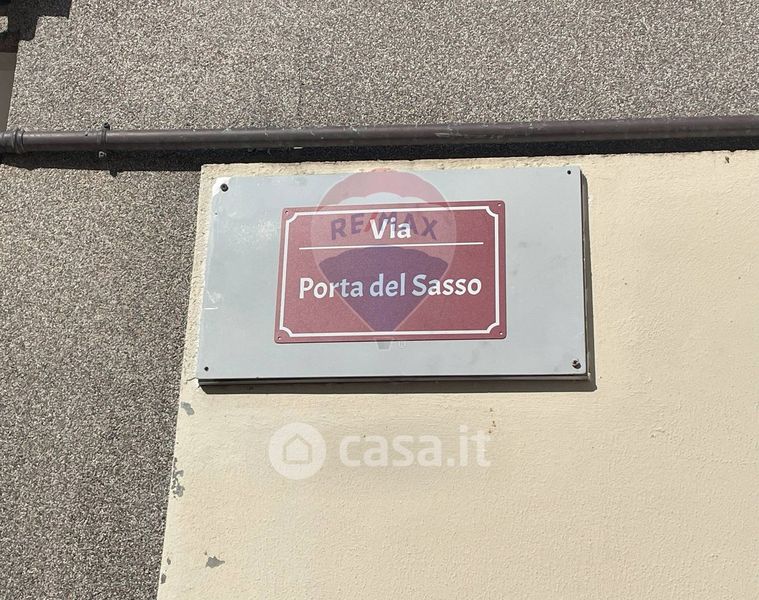 RE/MAX
Via
Porta del Sasso
casa.it